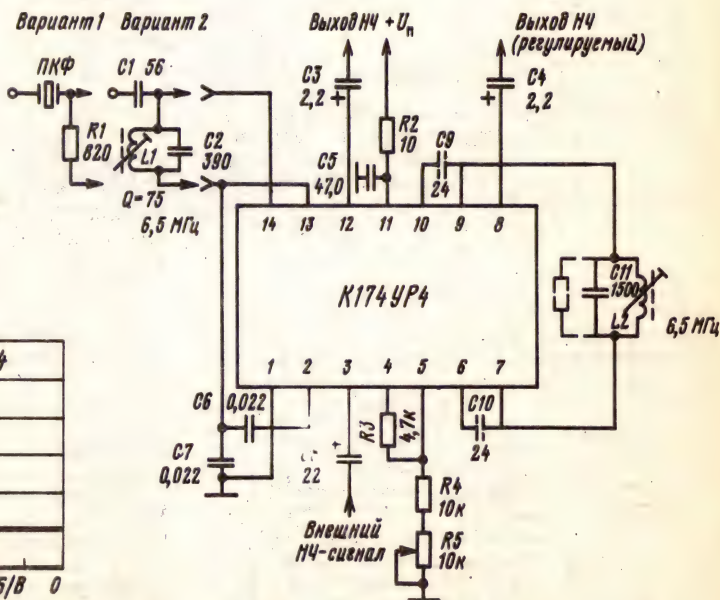 Вариант 1 Вариант 2
Выход НЧ +Uп
Выход НЧ
(регулируемый)
ПКФ
C1 56
R1
820
L1
C2
390
Q=75
6,5 МГц
C3
2,2 +
R2
10
C5
47,0
C9
24
C4
2,2
+
14 13 12 11 10 9 8
К174УР4
1 2 3 4 5 6 7
C11
1500
L2
6,5 МГц
C6 0,022
C7
0,022
+
22
R3
4,7к
C10
24
R4
10к
R5
10к
Внешний
НЧ-сигнал
4
5/В 0